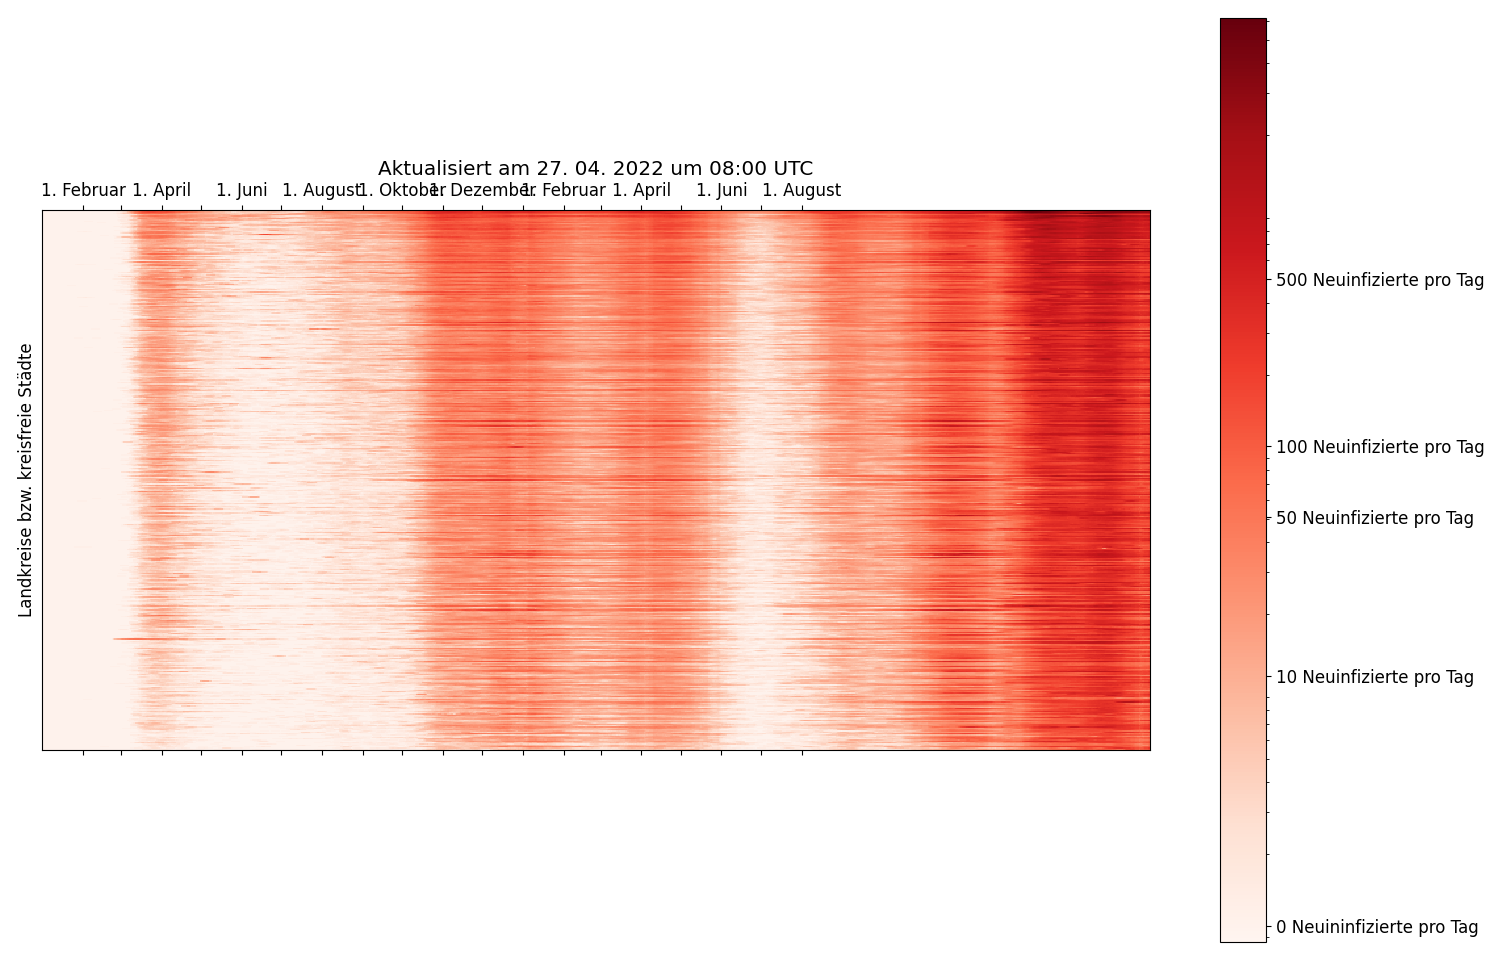 Aktualisiert am 27. 04. 2022 um 08:00 UTC
1. Februar 1. April 1. Juni 1. August 1. Oktober 1. Dezember 1. Februar 1. April 1. Juni 1. August
Landkreise bzw. kreisfreie Städte
500 Neuinfizierte pro Tag
100 Neuinfizierte pro Tag
50 Neuinfizierte pro Tag
10 Neuinfizierte pro Tag
0 Neuininfizierte pro Tag